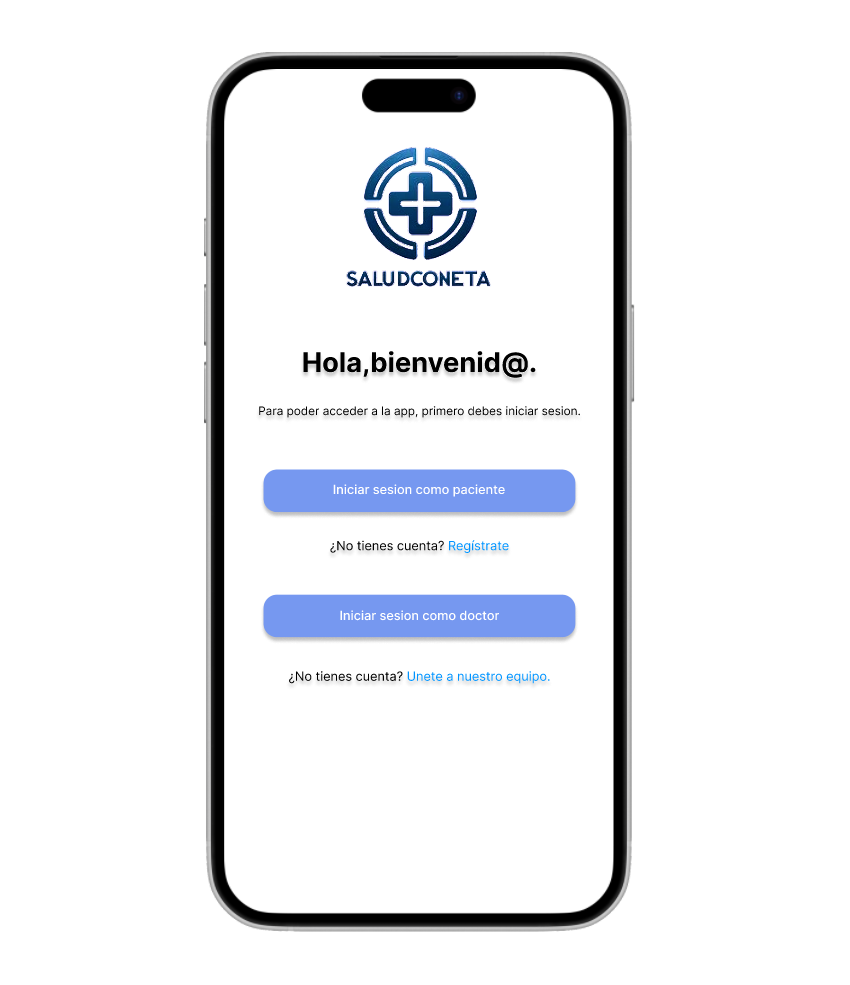 SALUDCONETA
Hola,bienvenid@.
Para poder acceder a la app, primero debes iniciar sesion.
Iniciar sesion como paciente
¿No tienes cuenta? Regístrate
Iniciar sesion como doctor
¿No tienes cuenta? Unete a nuestro equipo.